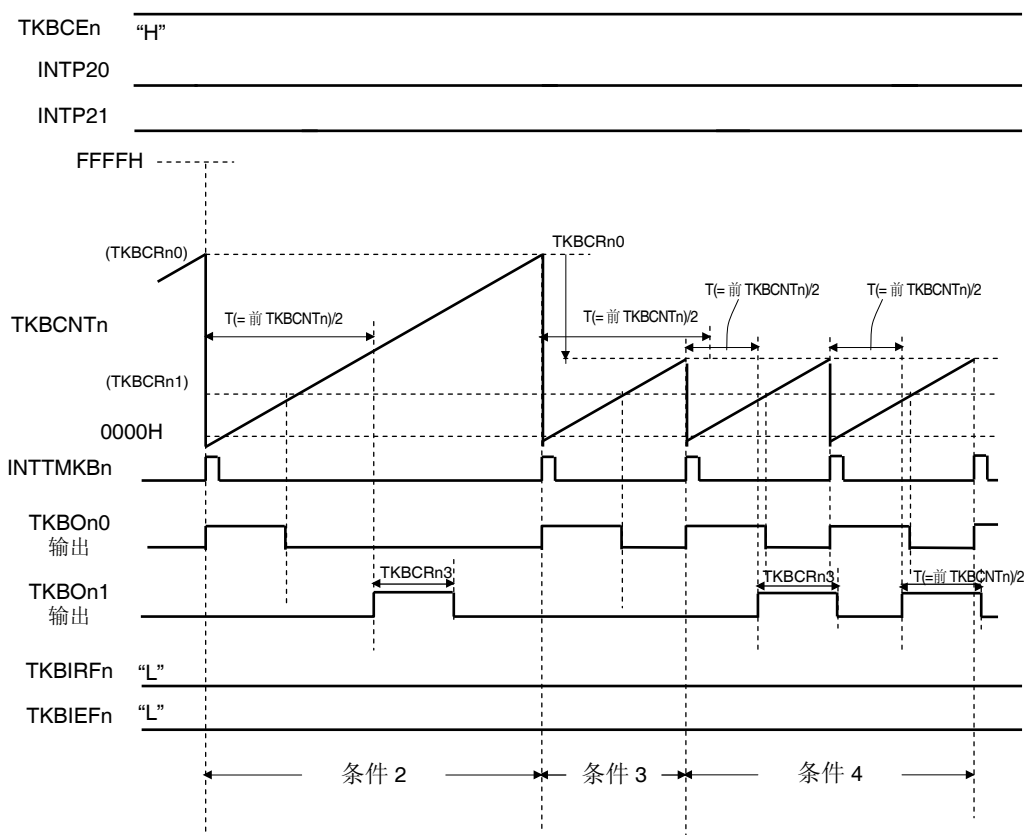 TKBCEn "H"
INTP20
INTP21
FFFFH
(TKBCRn0)
TKBCRn0
T(= 前 TKBCNTn)/2
T(= 前 TKBCNTn)/2
TKBCNTn
T(= 前 TKBCNTn)/2
T(= 前 TKBCNTn)/2
(TKBCRn1)
0000H
INTTMKBn
TKBOn0
输出
TKBOn1
输出
TKBCRn3
TKBCRn3
T(=前 TKBCNTn)/2
TKBIRFn "L"
TKBIEFn "L"
条件 2
条件 3
条件 4